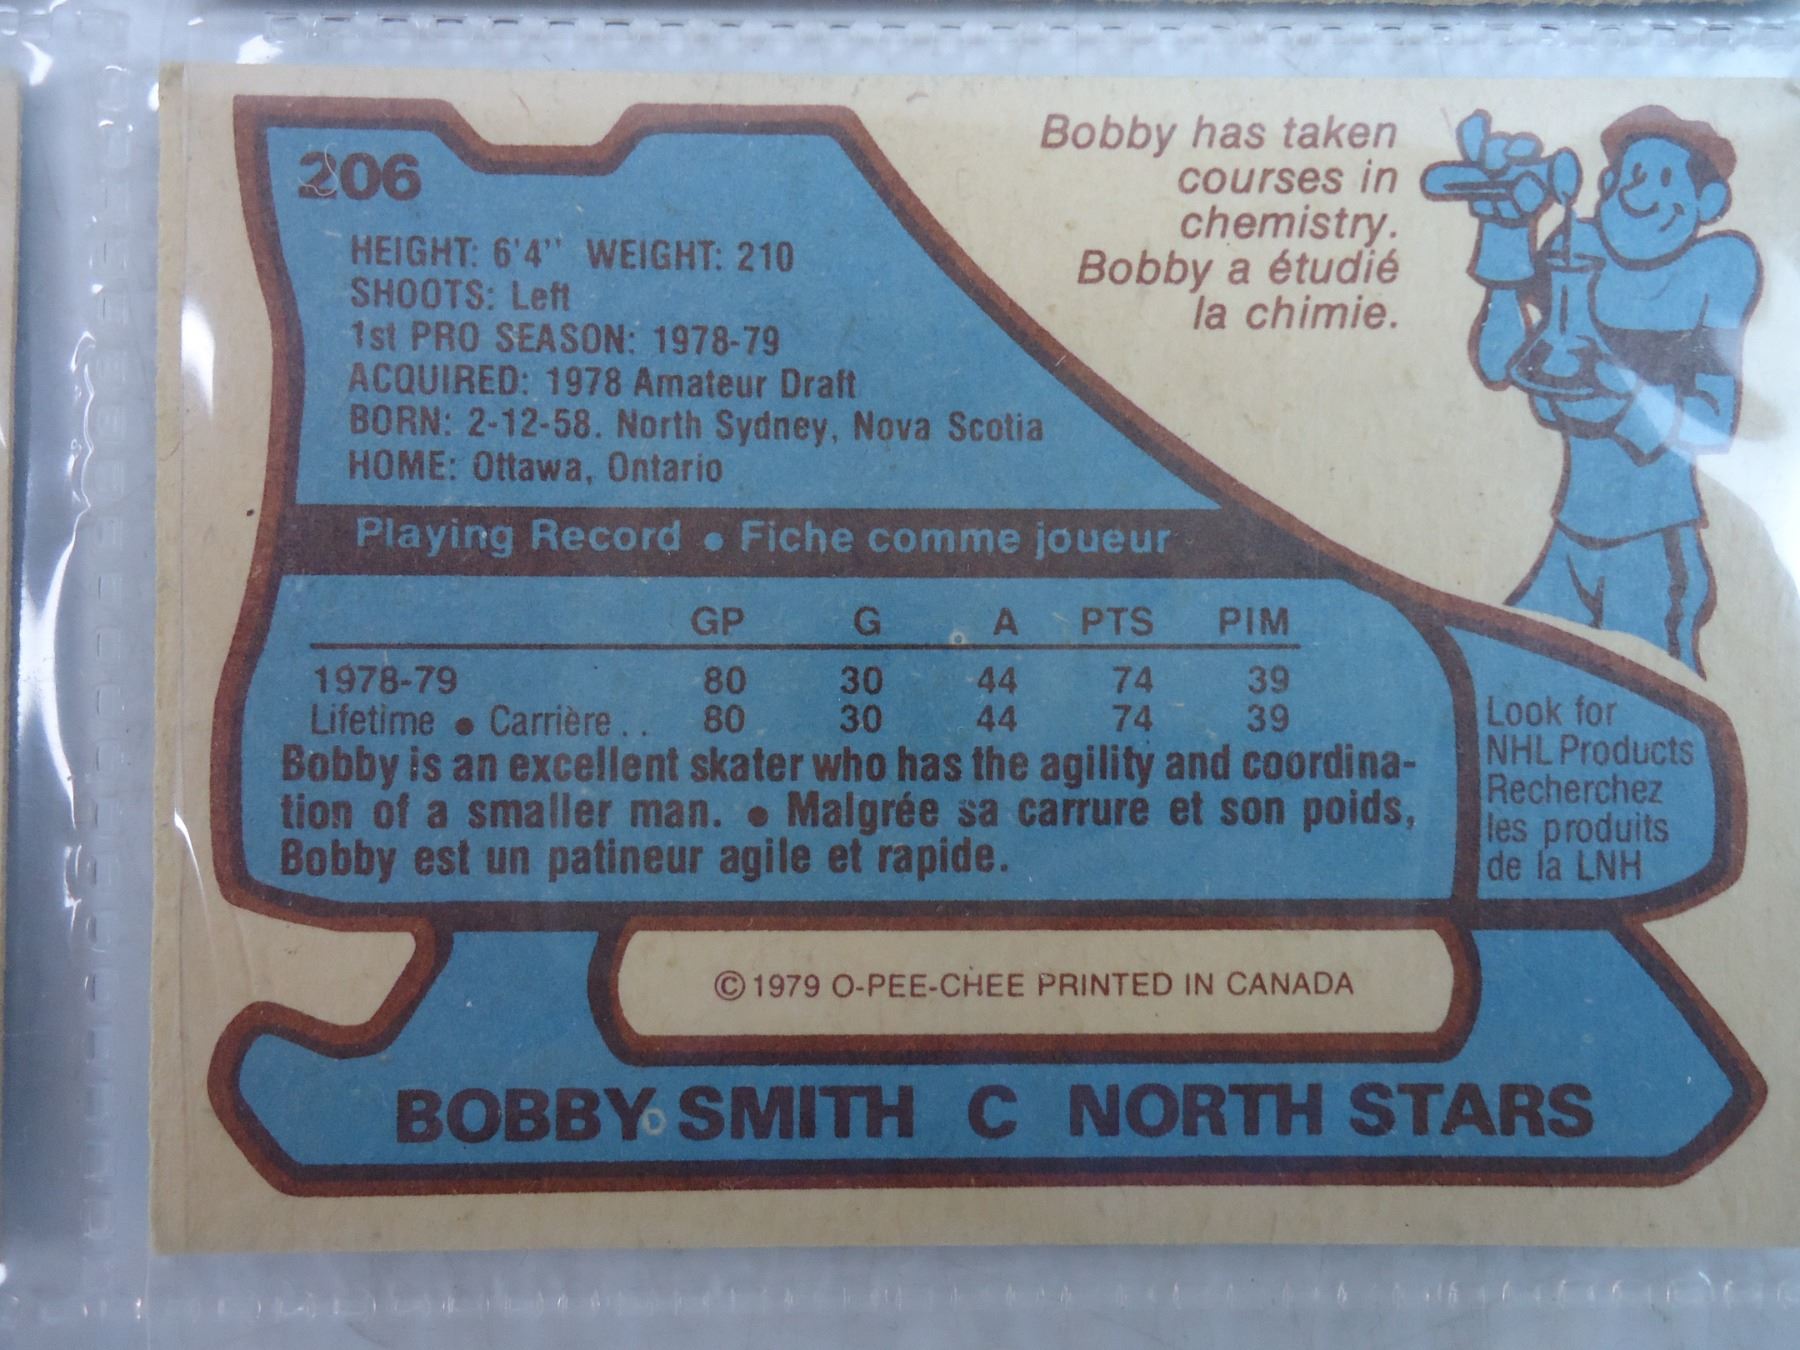 206
Bobby has taken
courses in
chemistry.
Bobby a étudié
la chimie.
HEIGHT: 6'4'' WEIGHT: 210
SHOOTS: Left
1st PRO SEASON: 1978-79
ACQUIRED: 1978 Amateur Draft
BORN: 2-12-58. North Sydney, Nova Scotia
HOME: Ottawa, Ontario
Playing Record • Fiche comme joueur
GP G A PTS PIM
1978-79 80 30 44 74 39
Lifetime • Carrière . . 80 30 44 74 39
Bobby is an excellent skater who has the agility and coordina-
tion of a smaller man. • Malgrée sa carrure et son poids,
Bobby est un patineur agile et rapide.
Look for
NHL Products
Recherchez
les produits
de la LNH
© 1979 O-PEE-CHEE PRINTED IN CANADA
BOBBY SMITH C NORTH STARS